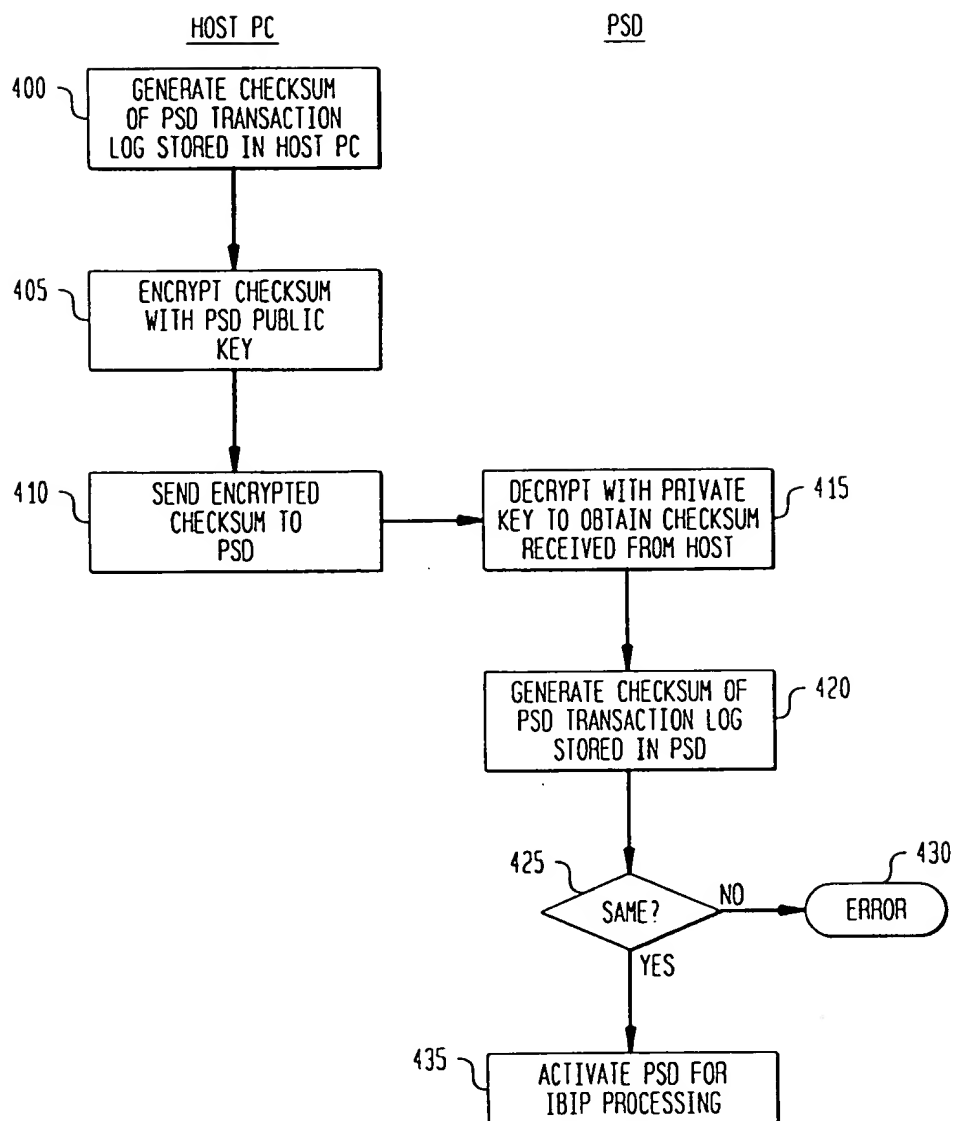 HOST PC
PSD
400
GENERATE CHECKSUM
OF PSD TRANSACTION
LOG STORED IN HOST PC
405
ENCRYPT CHECKSUM
WITH PSD PUBLIC
KEY
410
SEND ENCRYPTED
CHECKSUM TO
PSD
DECRYPT WITH PRIVATE
KEY TO OBTAIN CHECKSUM
RECEIVED FROM HOST
415
GENERATE CHECKSUM OF
PSD TRANSACTION LOG
STORED IN PSD
420
425
SAME?
NO
430
ERROR
YES
435
ACTIVATE PSD FOR
IBIP PROCESSING